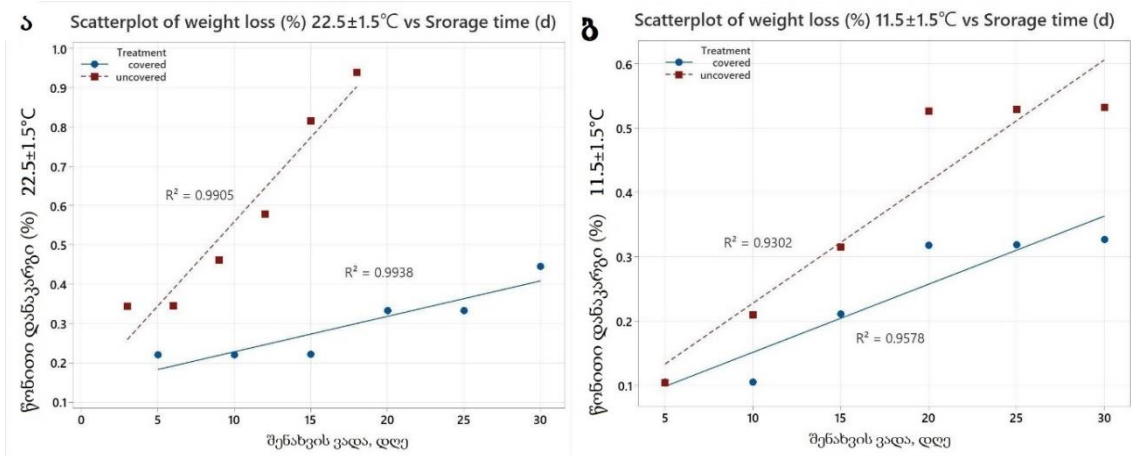 ა
Scatterplot of weight loss (%) 22.5±1.5℃ vs Srorage time (d)
Treatment
covered
uncovered
წონითი დანაკარგი (%) 22.5±1.5°C
1.0
0.9
0.8
0.7
0.6
0.5
0.4
0.3
0.2
0.1
R² = 0.9905
R² = 0.9938
0 5 10 15 20 25 30
შენახვის ვადა, დღე
ბ
Scatterplot of weight loss (%) 11.5±1.5℃ vs Srorage time (d)
Treatment
covered
uncovered
წონითი დანაკარგი (%) 11.5±1.5°C
0.6
0.5
0.4
0.3
0.2
0.1
R² = 0.9302
R² = 0.9578
5 10 15 20 25 30
შენახვის ვადა, დღე